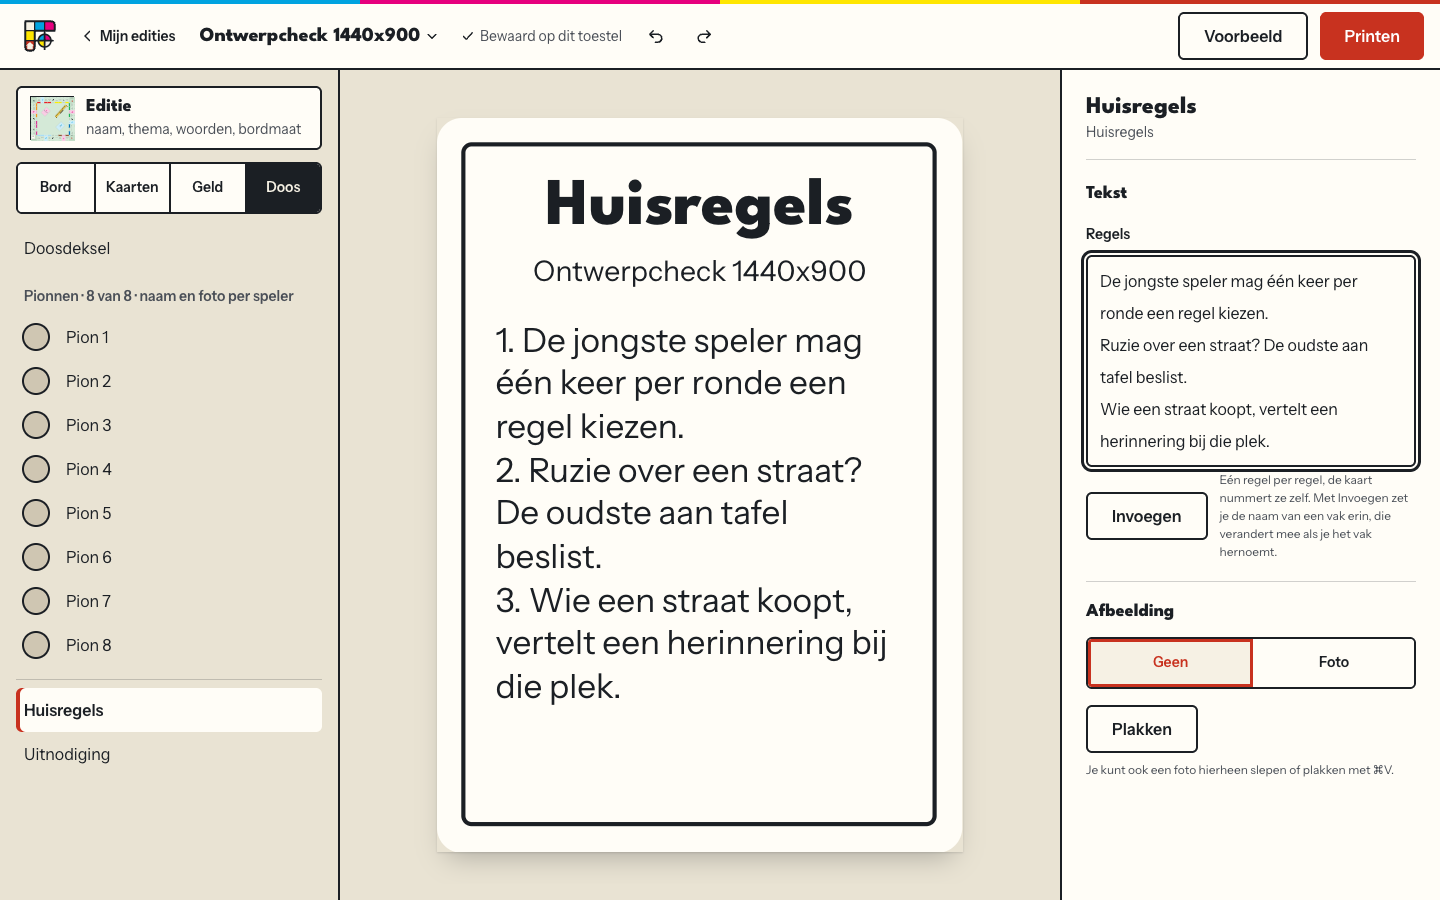 Mijn edities
Ontwerpcheck 1440x900
Bewaard op dit toestel
Voorbeeld
Printen
Editie
naam, thema, woorden, bordmaat
Bord
Kaarten
Geld
Doos
Doosdeksel
Pionnen · 8 van 8 · naam en foto per speler
Pion 1
Pion 2
Pion 3
Pion 4
Pion 5
Pion 6
Pion 7
Pion 8
Huisregels
Uitnodiging
Huisregels
Ontwerpcheck 1440x900
1. De jongste speler mag
één keer per ronde een
regel kiezen.
2. Ruzie over een straat?
De oudste aan tafel
beslist.
3. Wie een straat koopt,
vertelt een herinnering bij
die plek.
Huisregels
Huisregels
Tekst
Regels
De jongste speler mag één keer per
ronde een regel kiezen.
Ruzie over een straat? De oudste aan
tafel beslist.
Wie een straat koopt, vertelt een
herinnering bij die plek.
Invoegen
Eén regel per regel, de kaart
nummert ze zelf. Met Invoegen zet
je de naam van een vak erin, die
verandert mee als je het vak
hernoemt.
Afbeelding
Geen
Foto
Plakken
Je kunt ook een foto hierheen slepen of plakken met ⌘V.